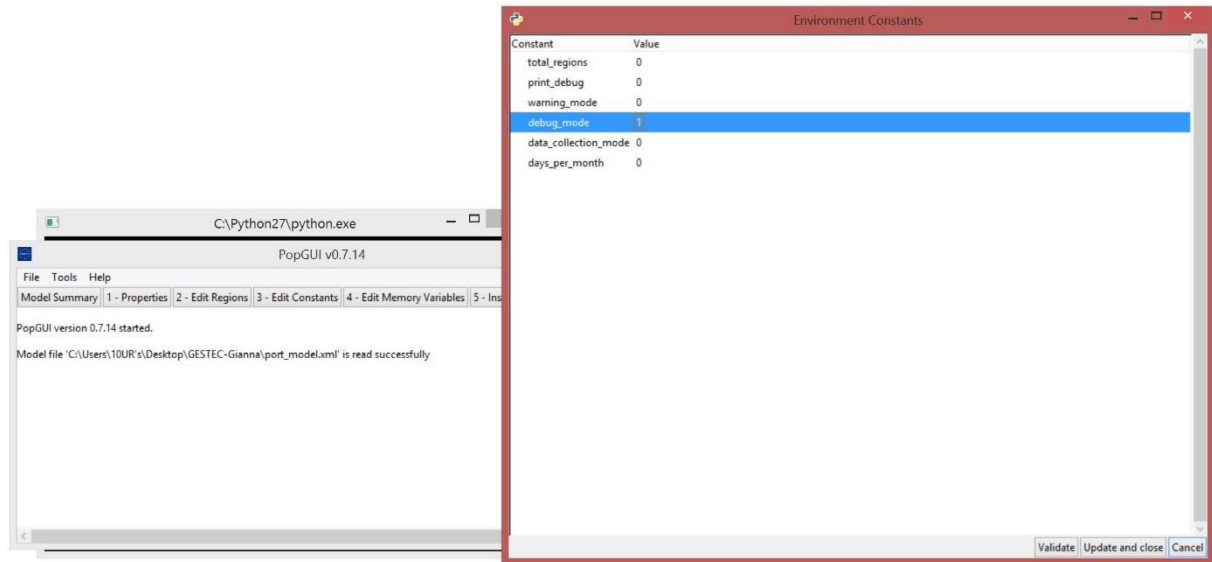 Environment Constants
Constant Value
total_regions 0
print_debug 0
warning_mode 0
debug_mode 1
data_collection_mode 0
days_per_month 0
Validate Update and close Cancel
C:\Python27\python.exe
PopGUI v0.7.14
File Tools Help
Model Summary 1 - Properties 2 - Edit Regions 3 - Edit Constants 4 - Edit Memory Variables 5 - Ins
PopGUI version 0.7.14 started.
Model file 'C:\Users\10UR's\Desktop\GESTEC-Gianna\port_model.xml' is read successfully